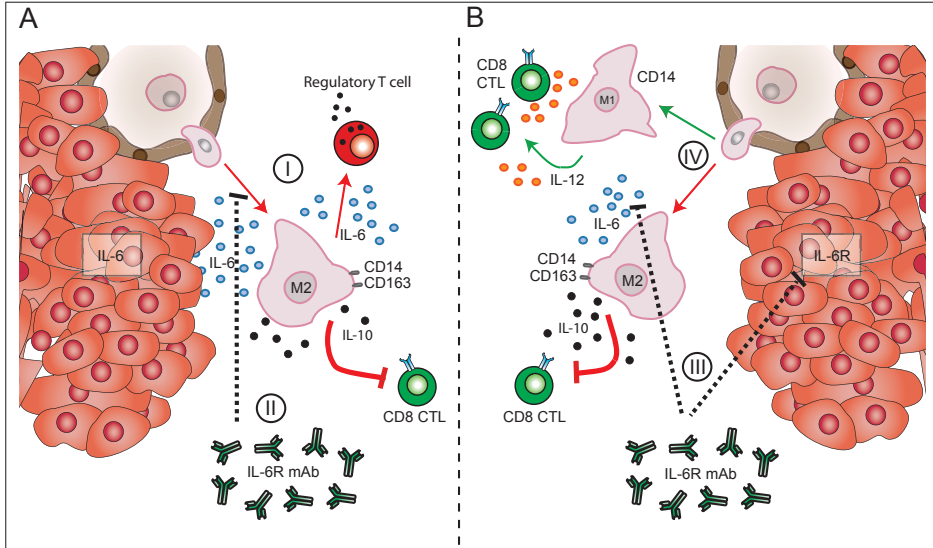 A
Regulatory T cell
I
IL-6
IL-6
IL-6
CD14
CD163
M2
IL-10
II
CD8 CTL
IL-6R mAb
B
CD8
CTL
CD14
M1
IV
IL-12
IL-6
CD14
CD163
M2
IL-6R
IL-10
III
CD8 CTL
IL-6R mAb